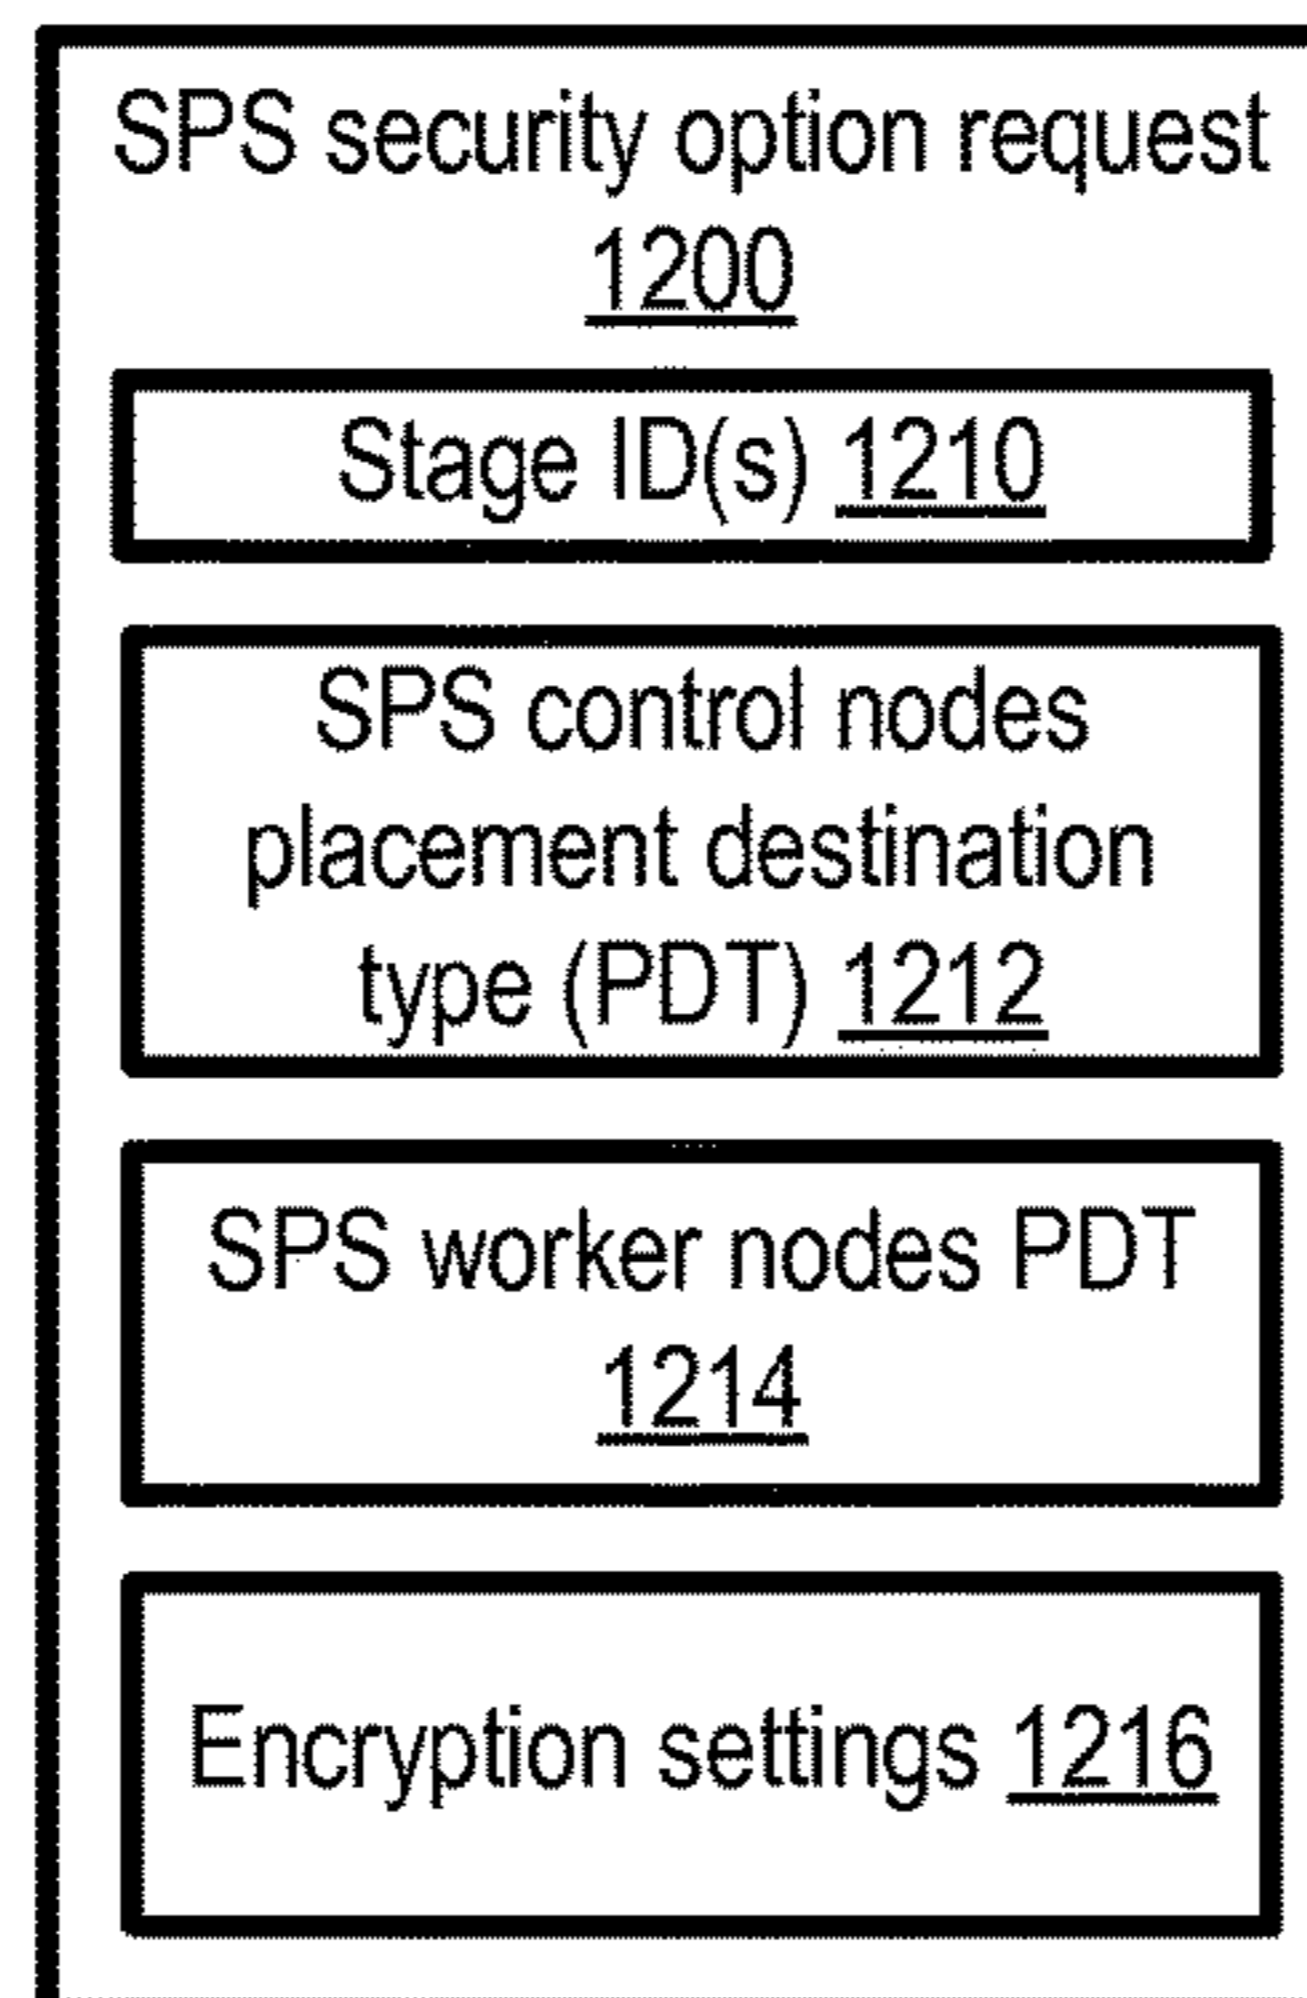 SPS security option request
1200
Stage ID(s) 1210
SPS control nodes
placement destination
type (PDT) 1212
SPS worker nodes PDT
1214
Encryption settings 1216